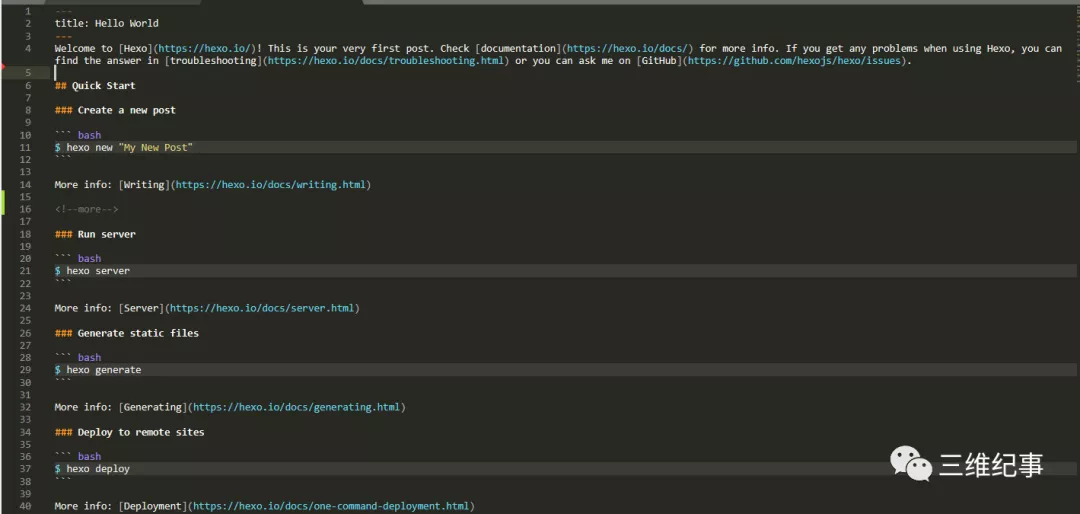 1 ---
2 title: Hello World
3 ---
4 Welcome to [Hexo](https://hexo.io/)! This is your very first post. Check [documentation](https://hexo.io/docs/) for more info. If you get any problems when using Hexo, you can
find the answer in [troubleshooting](https://hexo.io/docs/troubleshooting.html) or you can ask me on [GitHub](https://github.com/hexojs/hexo/issues).
5
6 ## Quick Start
7
8 ### Create a new post
9
10 ``` bash
11 $ hexo new "My New Post"
12 ```
13
14 More info: [Writing](https://hexo.io/docs/writing.html)
15
16 <!--more-->
17
18 ### Run server
19
20 ``` bash
21 $ hexo server
22 ```
23
24 More info: [Server](https://hexo.io/docs/server.html)
25
26 ### Generate static files
27
28 ``` bash
29 $ hexo generate
30 ```
31
32 More info: [Generating](https://hexo.io/docs/generating.html)
33
34 ### Deploy to remote sites
35
36 ``` bash
37 $ hexo deploy
38 ```
39
40 More info: [Deployment](https://hexo.io/docs/one-command-deployment.html)
三维纪事